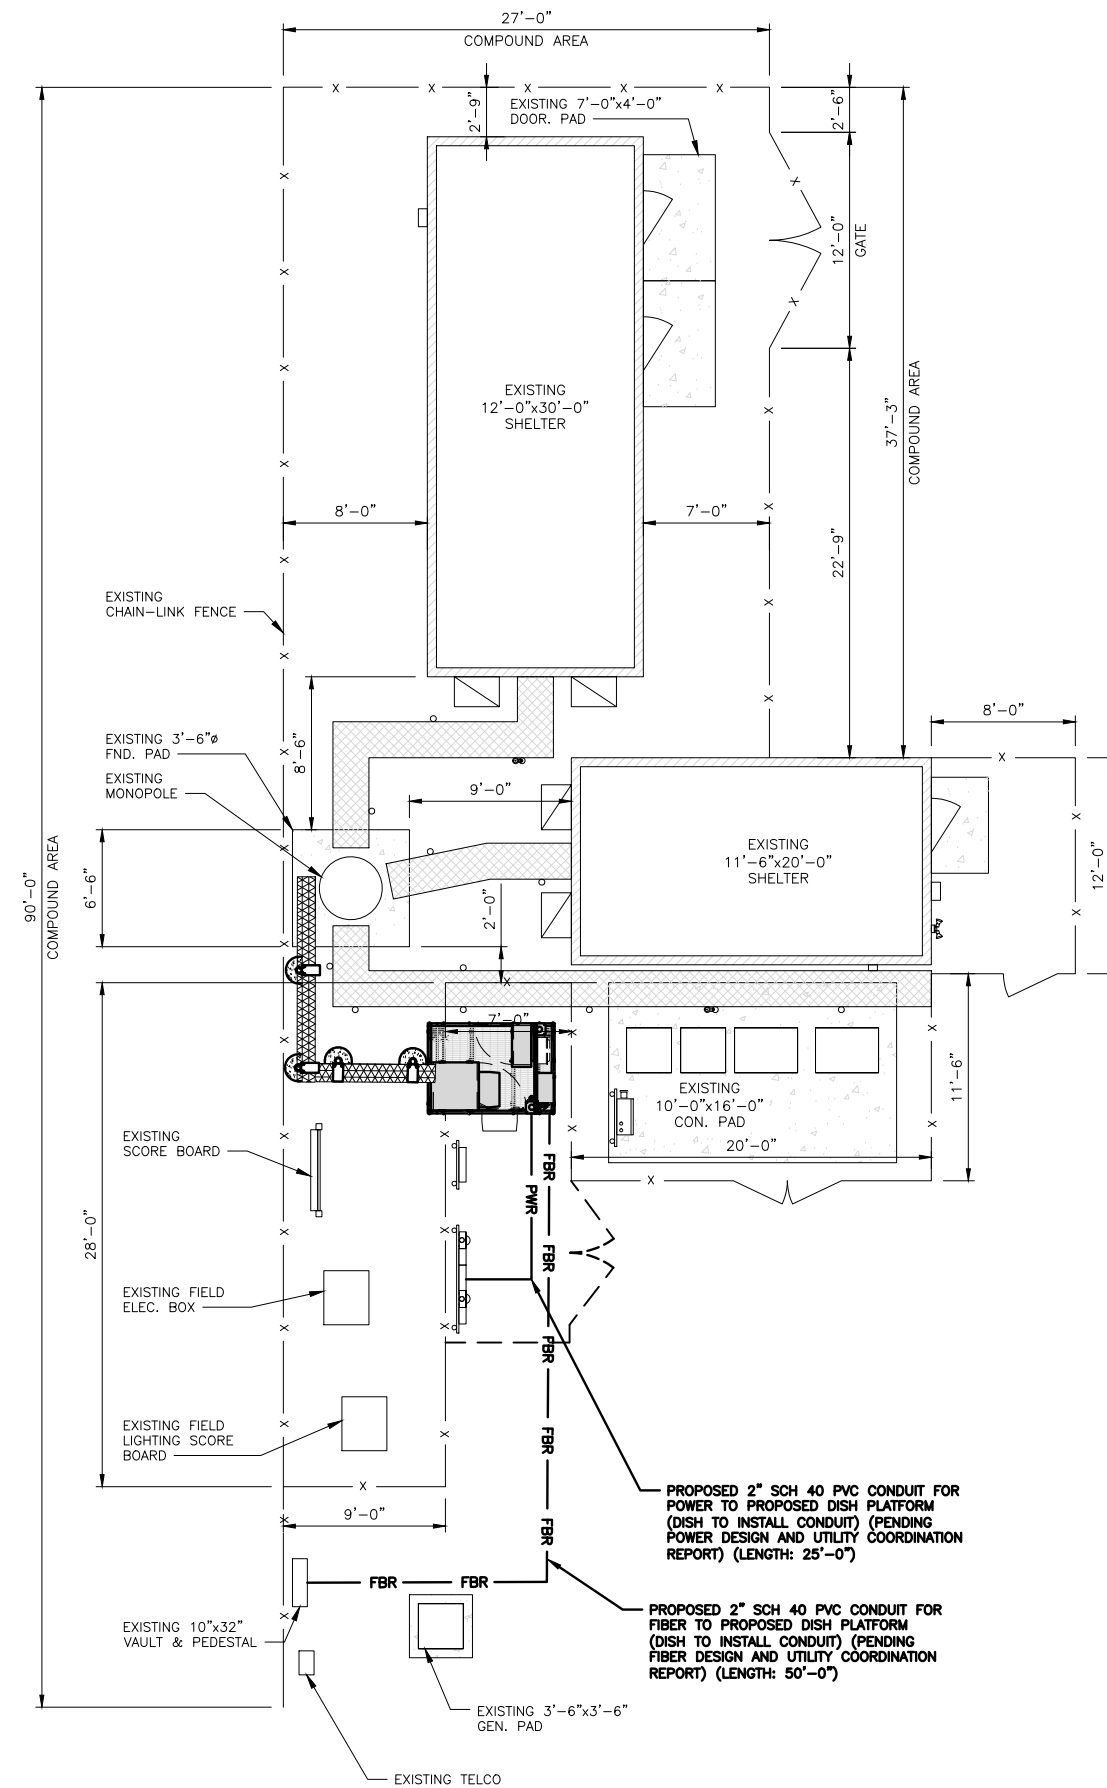 27'-0"
COMPOUND AREA
2'-9"
EXISTING 7'-0"x4'-0"
DOOR. PAD
2'-6"
12'-0"
GATE
37'-3"
COMPOUND AREA
EXISTING
12'-0"x30'-0"
SHELTER
8'-0"
7'-0"
22'-9"
EXISTING
CHAIN-LINK FENCE
8'-6"
8'-0"
EXISTING 3'-6"ø
FND. PAD
EXISTING
MONOPOLE
9'-0"
EXISTING
11'-6"x20'-0"
SHELTER
12'-0"
90'-0"
COMPOUND AREA
6'-6"
2'-0"
7'-0"
EXISTING
10'-0"x16'-0"
CON. PAD
11'-6"
20'-0"
EXISTING
SCORE BOARD
FBR
PWR
28'-0"
FBR
EXISTING FIELD
ELEC. BOX
FBR
EXISTING FIELD
LIGHTING SCORE
BOARD
FBR
PROPOSED 2" SCH 40 PVC CONDUIT FOR
POWER TO PROPOSED DISH PLATFORM
(DISH TO INSTALL CONDUIT) (PENDING
POWER DESIGN AND UTILITY COORDINATION
REPORT) (LENGTH: 25'-0")
9'-0"
FBR
FBR
FBR
EXISTING 10"x32"
VAULT & PEDESTAL
PROPOSED 2" SCH 40 PVC CONDUIT FOR
FIBER TO PROPOSED DISH PLATFORM
(DISH TO INSTALL CONDUIT) (PENDING
FIBER DESIGN AND UTILITY COORDINATION
REPORT) (LENGTH: 50'-0")
EXISTING 3'-6"x3'-6"
GEN. PAD
EXISTING TELCO